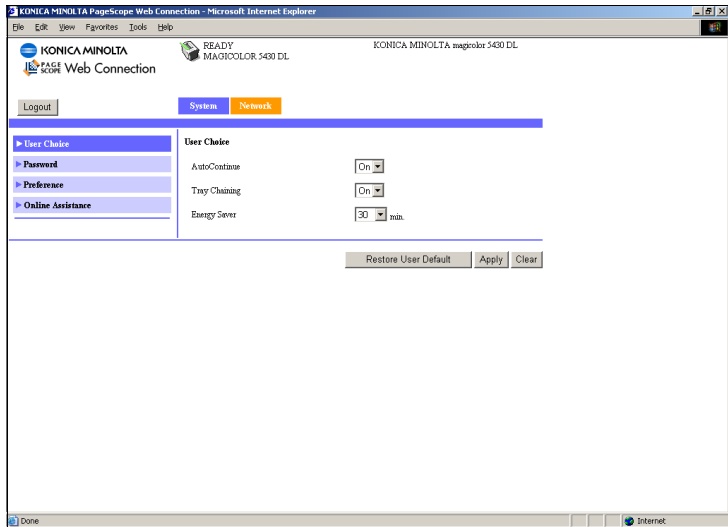 KONICA MINOLTA PageScope Web Connection - Microsoft Internet Explorer
File Edit View Favorites Tools Help
KONICA MINOLTA
PAGE SCOPE Web Connection
READY
MAGICOLOR 5430 DL
KONICA MINOLTA magicolor 5430 DL
Logout
System Network
User Choice
Password
Preference
Online Assistance
User Choice
AutoContinue On
Tray Chaining On
Energy Saver 30 min.
Restore User Default Apply Clear
Done Internet